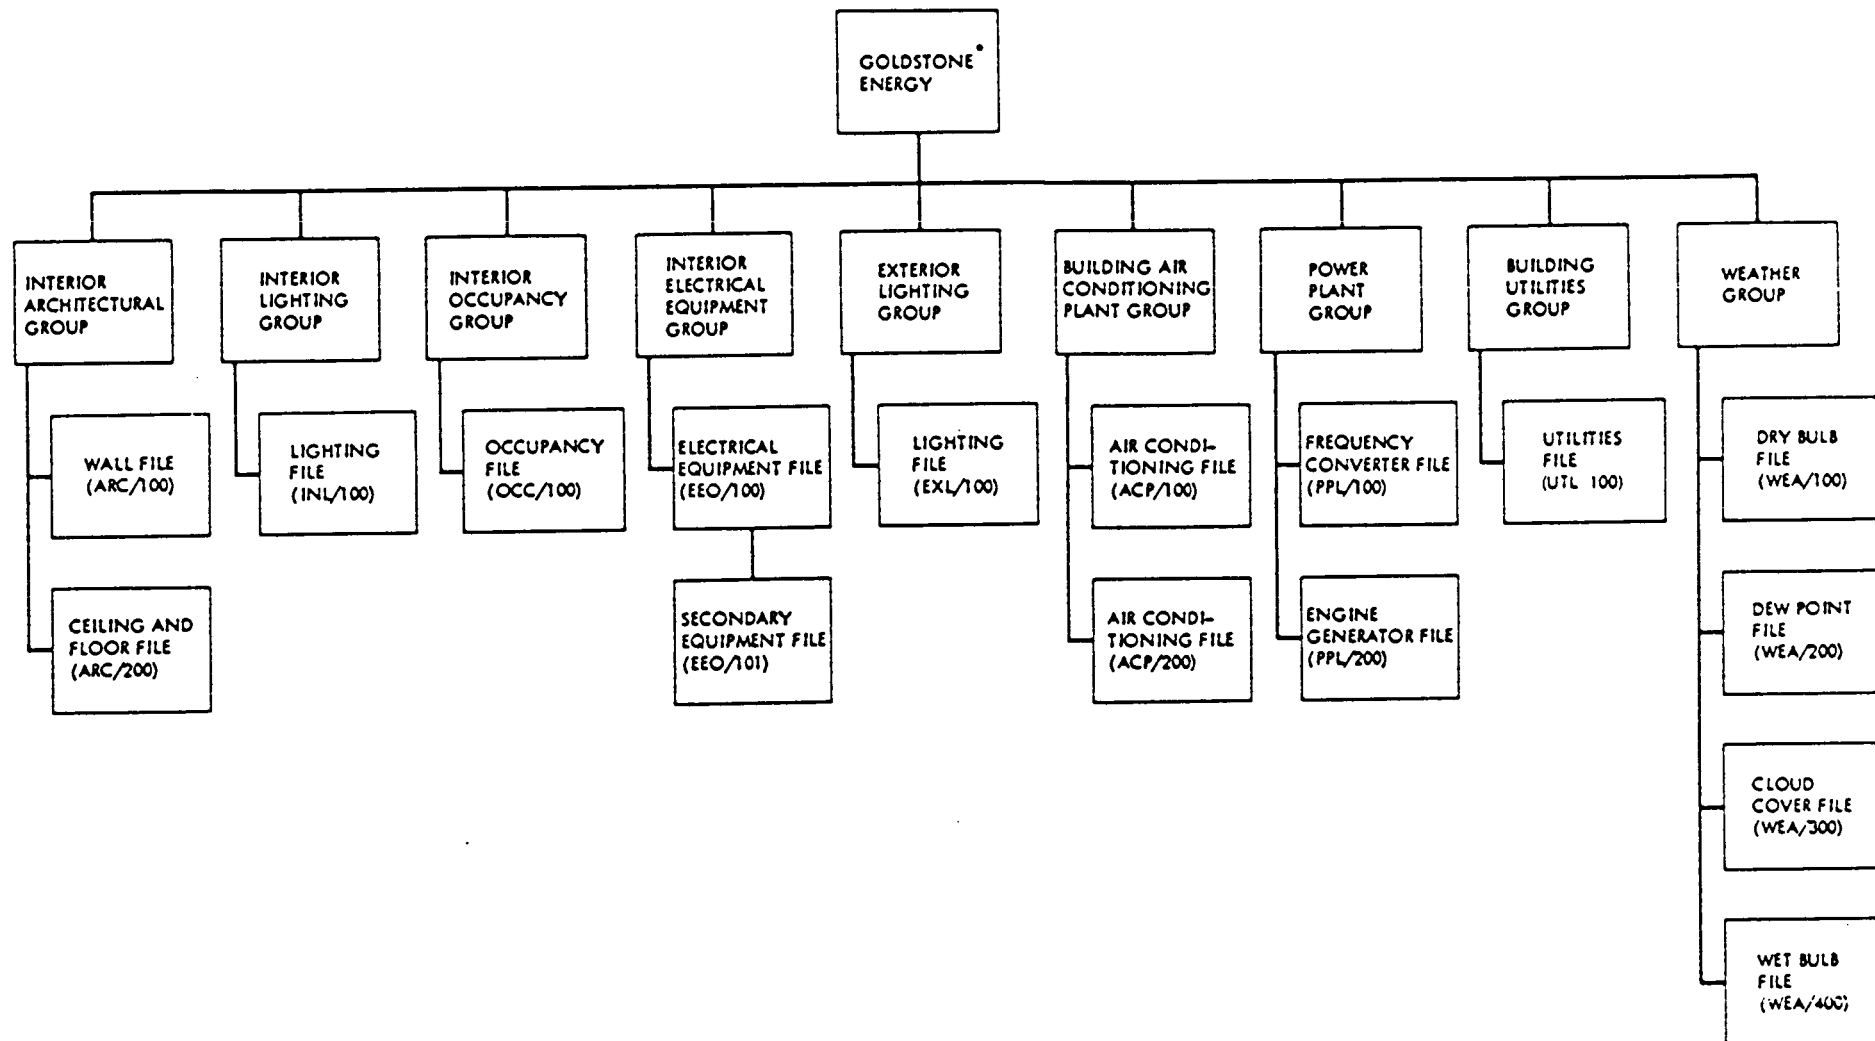 GOLDSTONE*
ENERGY
INTERIOR
ARCHITECTURAL
GROUP
INTERIOR
LIGHTING
GROUP
INTERIOR
OCCUPANCY
GROUP
INTERIOR
ELECTRICAL
EQUIPMENT
GROUP
EXTERIOR
LIGHTING
GROUP
BUILDING AIR
CONDITIONING
PLANT GROUP
POWER
PLANT
GROUP
BUILDING
UTILITIES
GROUP
WEATHER
GROUP
WALL FILE
(ARC/100)
LIGHTING
FILE
(INL/100)
OCCUPANCY
FILE
(OCC/100)
ELECTRICAL
EQUIPMENT FILE
(EEO/100)
LIGHTING
FILE
(EXL/100)
AIR CONDI-
TIONING FILE
(ACP/100)
FREQUENCY
CONVERTER FILE
(PPL/100)
UTILITIES
FILE
(UTL 100)
DRY BULB
FILE
(WEA/100)
CEILING AND
FLOOR FILE
(ARC/200)
SECONDARY
EQUIPMENT FILE
(EEO/101)
AIR CONDI-
TIONING FILE
(ACP/200)
ENGINE
GENERATOR FILE
(PPL/200)
DEW POINT
FILE
(WEA/200)
CLOUD
COVER FILE
(WEA/300)
WET BULB
FILE
(WEA/400)